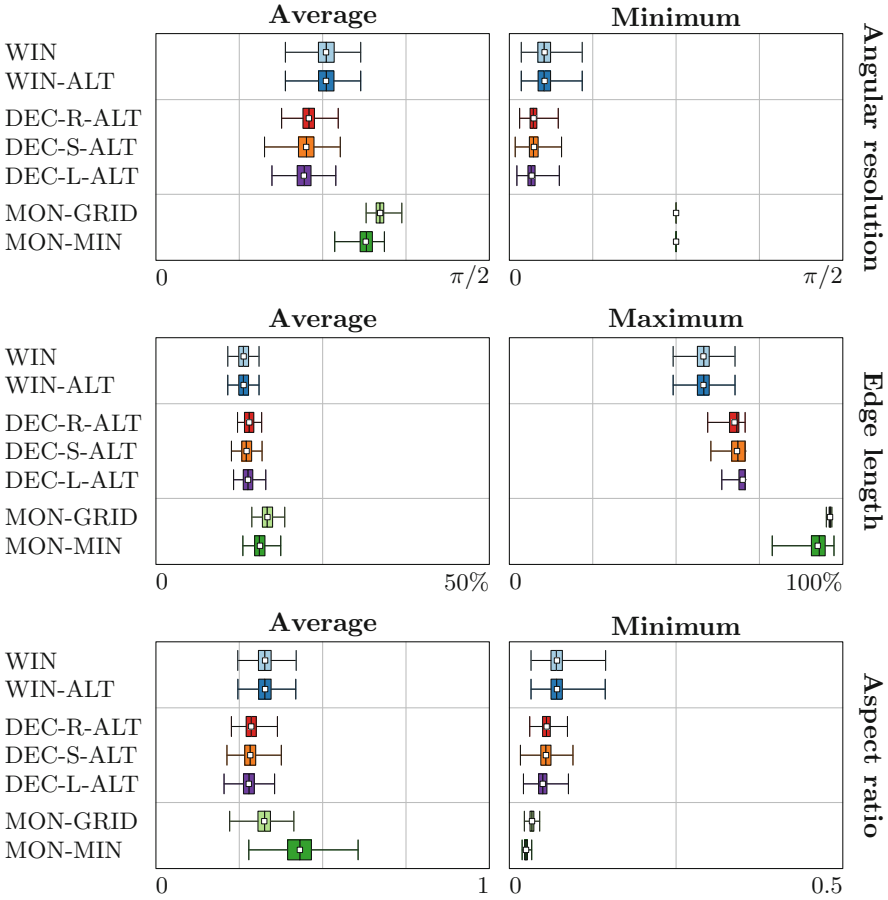 Average Minimum
WIN
WIN-ALT
DEC-R-ALT
DEC-S-ALT
DEC-L-ALT
MON-GRID
MON-MIN
0 π/2 0 π/2
Angular resolution
Average Maximum
WIN
WIN-ALT
DEC-R-ALT
DEC-S-ALT
DEC-L-ALT
MON-GRID
MON-MIN
0 50% 0 100%
Edge length
Average Minimum
WIN
WIN-ALT
DEC-R-ALT
DEC-S-ALT
DEC-L-ALT
MON-GRID
MON-MIN
0 1 0 0.5
Aspect ratio